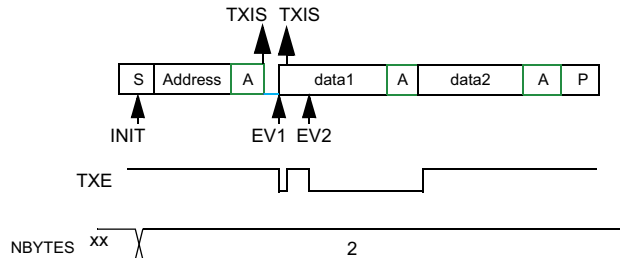 TXIS TXIS
S Address A data1 A data2 A P
INIT EV1 EV2
TXE
NBYTES xx 2